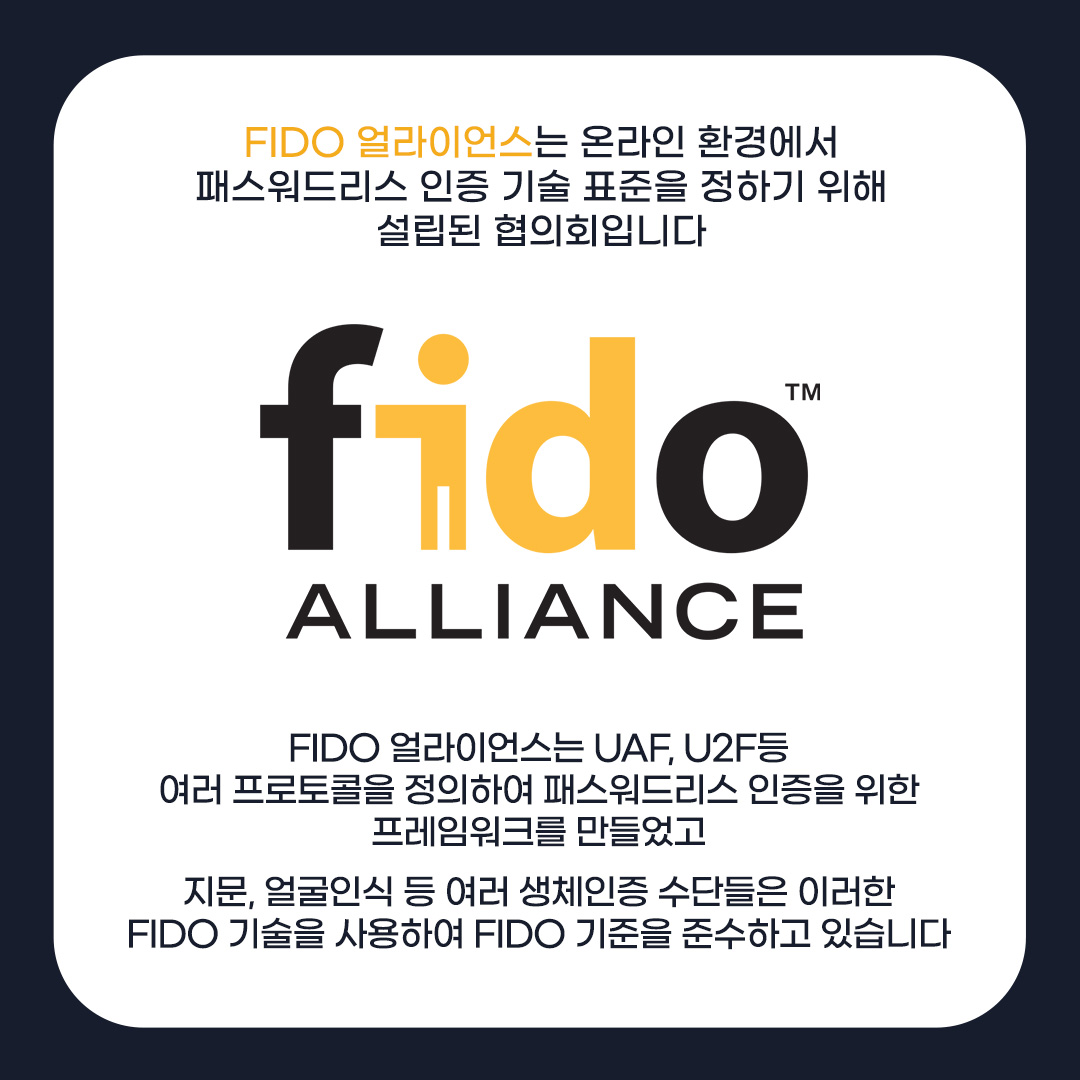 FIDO 얼라이언스는 온라인 환경에서
패스워드리스 인증 기술 표준을 정하기 위해
설립된 협의회입니다
fido™
ALLIANCE
FIDO 얼라이언스는 UAF, U2F등
여러 프로토콜을 정의하여 패스워드리스 인증을 위한
프레임워크를 만들었고
지문, 얼굴인식 등 여러 생체인증 수단들은 이러한
FIDO 기술을 사용하여 FIDO 기준을 준수하고 있습니다